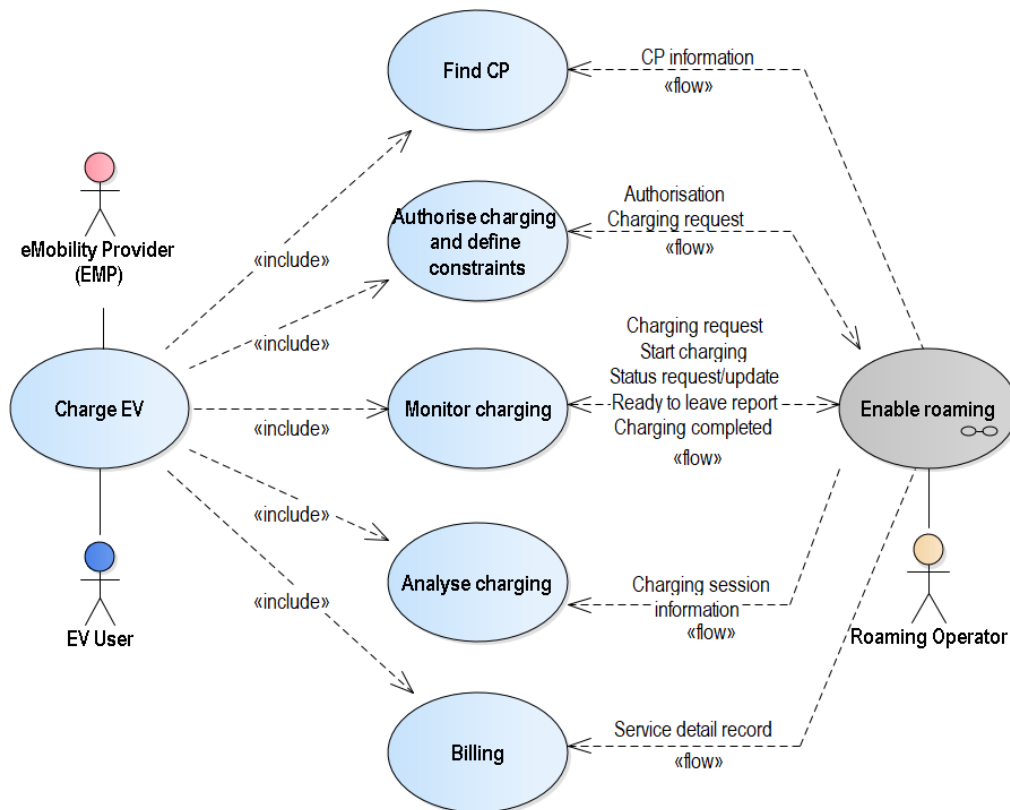 Find CP
CP information
«flow»
eMobility Provider
(EMP)
«include»
Authorise charging
and define
constraints
Authorisation
Charging request
«flow»
«include»
Charge EV
«include»
Monitor charging
Charging request
Start charging
Status request/update
Ready to leave report
Charging completed
«flow»
Enable roaming
«include»
EV User
«include»
Analyse charging
Charging session
information
«flow»
Roaming Operator
Billing
Service detail record
«flow»